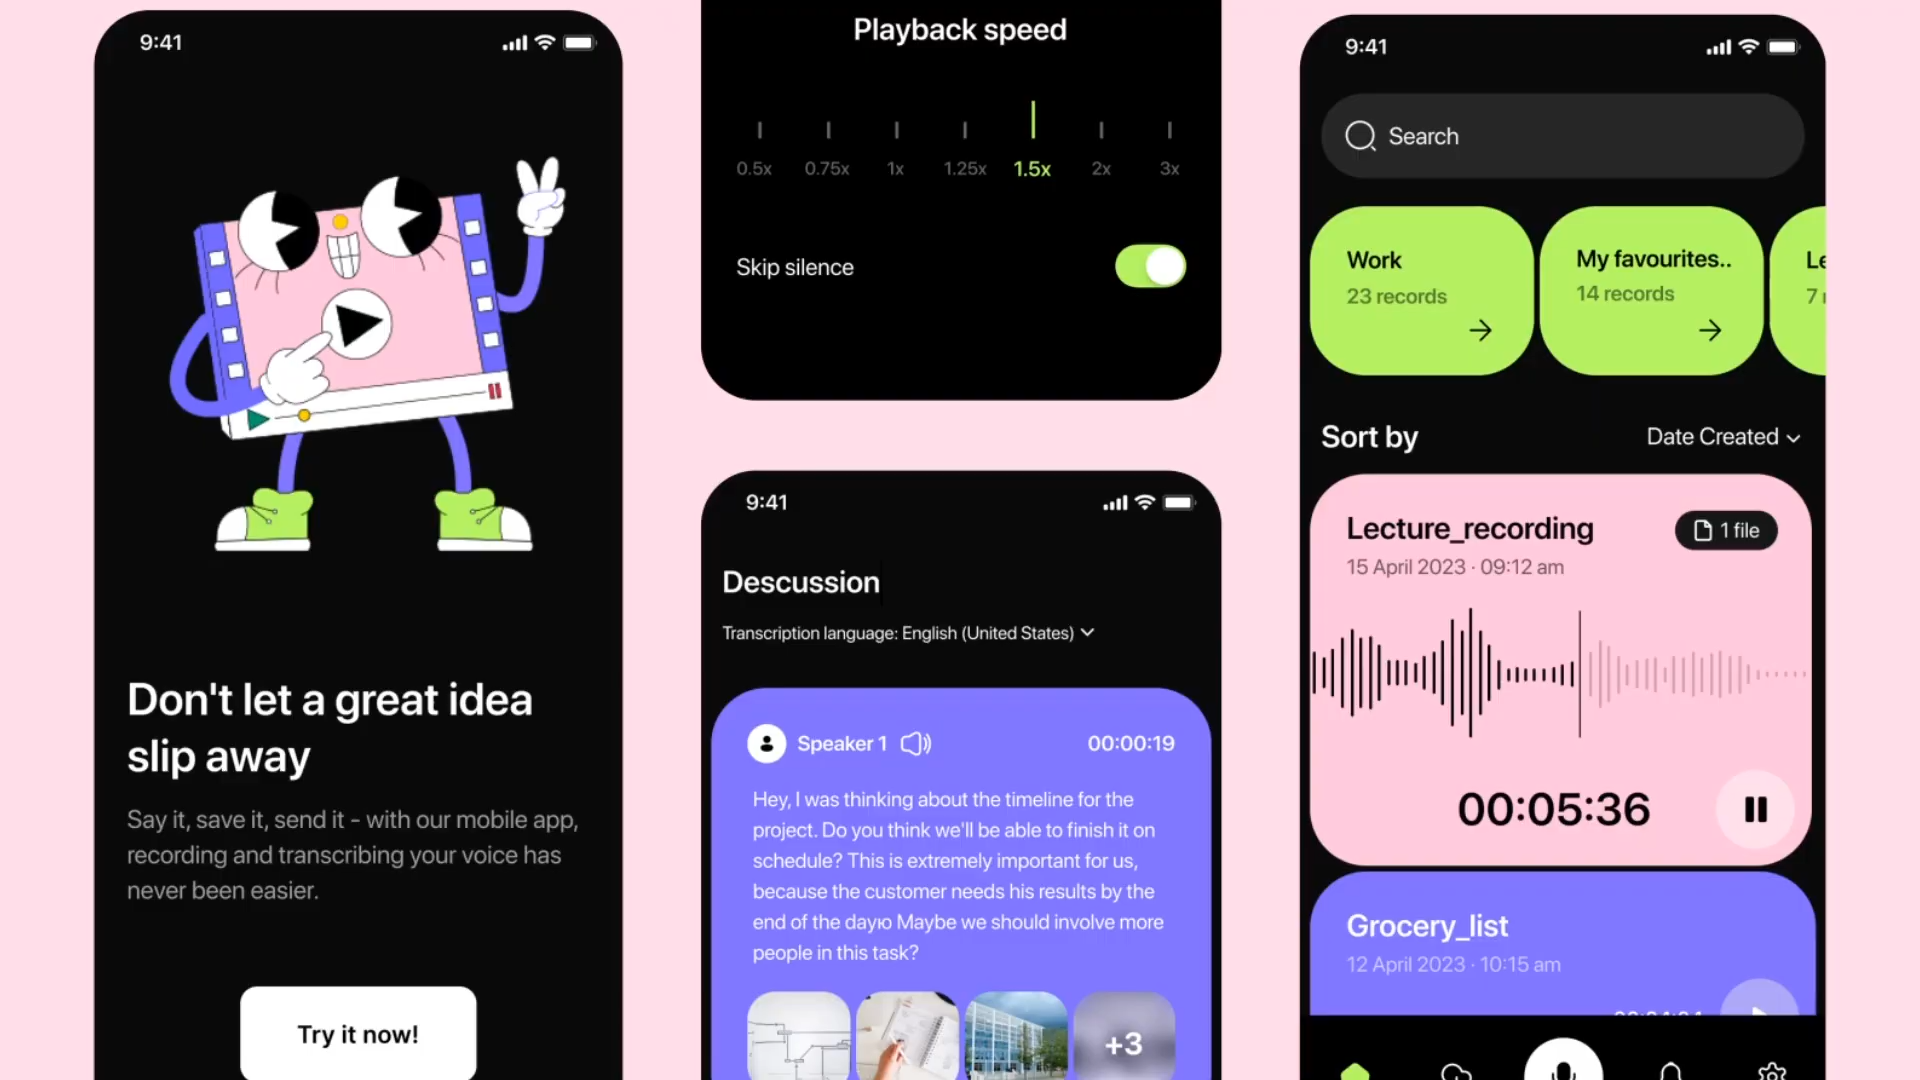 9:41
Don't let a great idea
slip away
Say it, save it, send it - with our mobile app,
recording and transcribing your voice has
never been easier.
Try it now!
Playback speed
0.5x 0.75x 1x 1.25x 1.5x 2x 3x
Skip silence
9:41
Descussion
Transcription language: English (United States)
Speaker 1 00:00:19
Hey, I was thinking about the timeline for the
project. Do you think we'll be able to finish it on
schedule? This is extremely important for us,
because the customer needs his results by the
end of the dayю Maybe we should involve more
people in this task?
+3
9:41
Search
Work
23 records
My favourites..
14 records
Sort by Date Created
Lecture_recording
1 file
15 April 2023 · 09:12 am
00:05:36
Grocery_list
12 April 2023 · 10:15 am